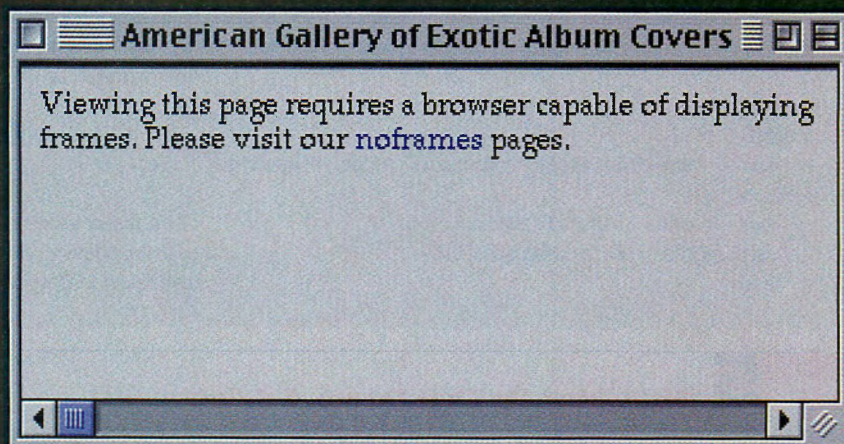 American Gallery of Exotic Album Covers
Viewing this page requires a browser capable of displaying
frames. Please visit our noframes pages.